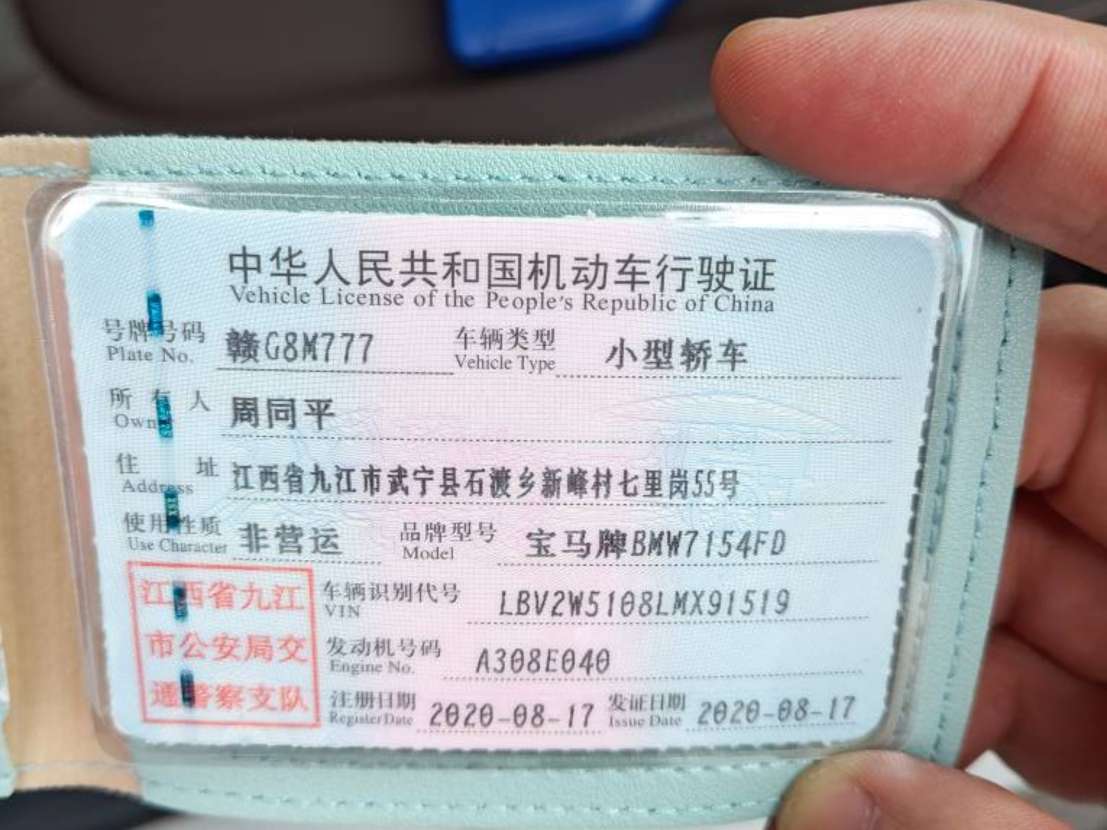 中华人民共和国机动车行驶证
Vehicle License of the People's Republic of China
号牌号码 赣G8M777 车辆类型 小型轿车
Plate No. Vehicle Type
所有人 周同平
Owner
住址 江西省九江市武宁县石渡乡新峰村七里岗55号
Address
使用性质 非营运 品牌型号 宝马牌BMW7154FD
Use Character Model
江西省九江 车辆识别代号 LBV2W5108LMX91519
VIN
市公安局交 发动机号码 A308E040
Engine No.
通警察支队 注册日期 2020-08-17 发证日期 2020-08-17
Register Date Issue Date